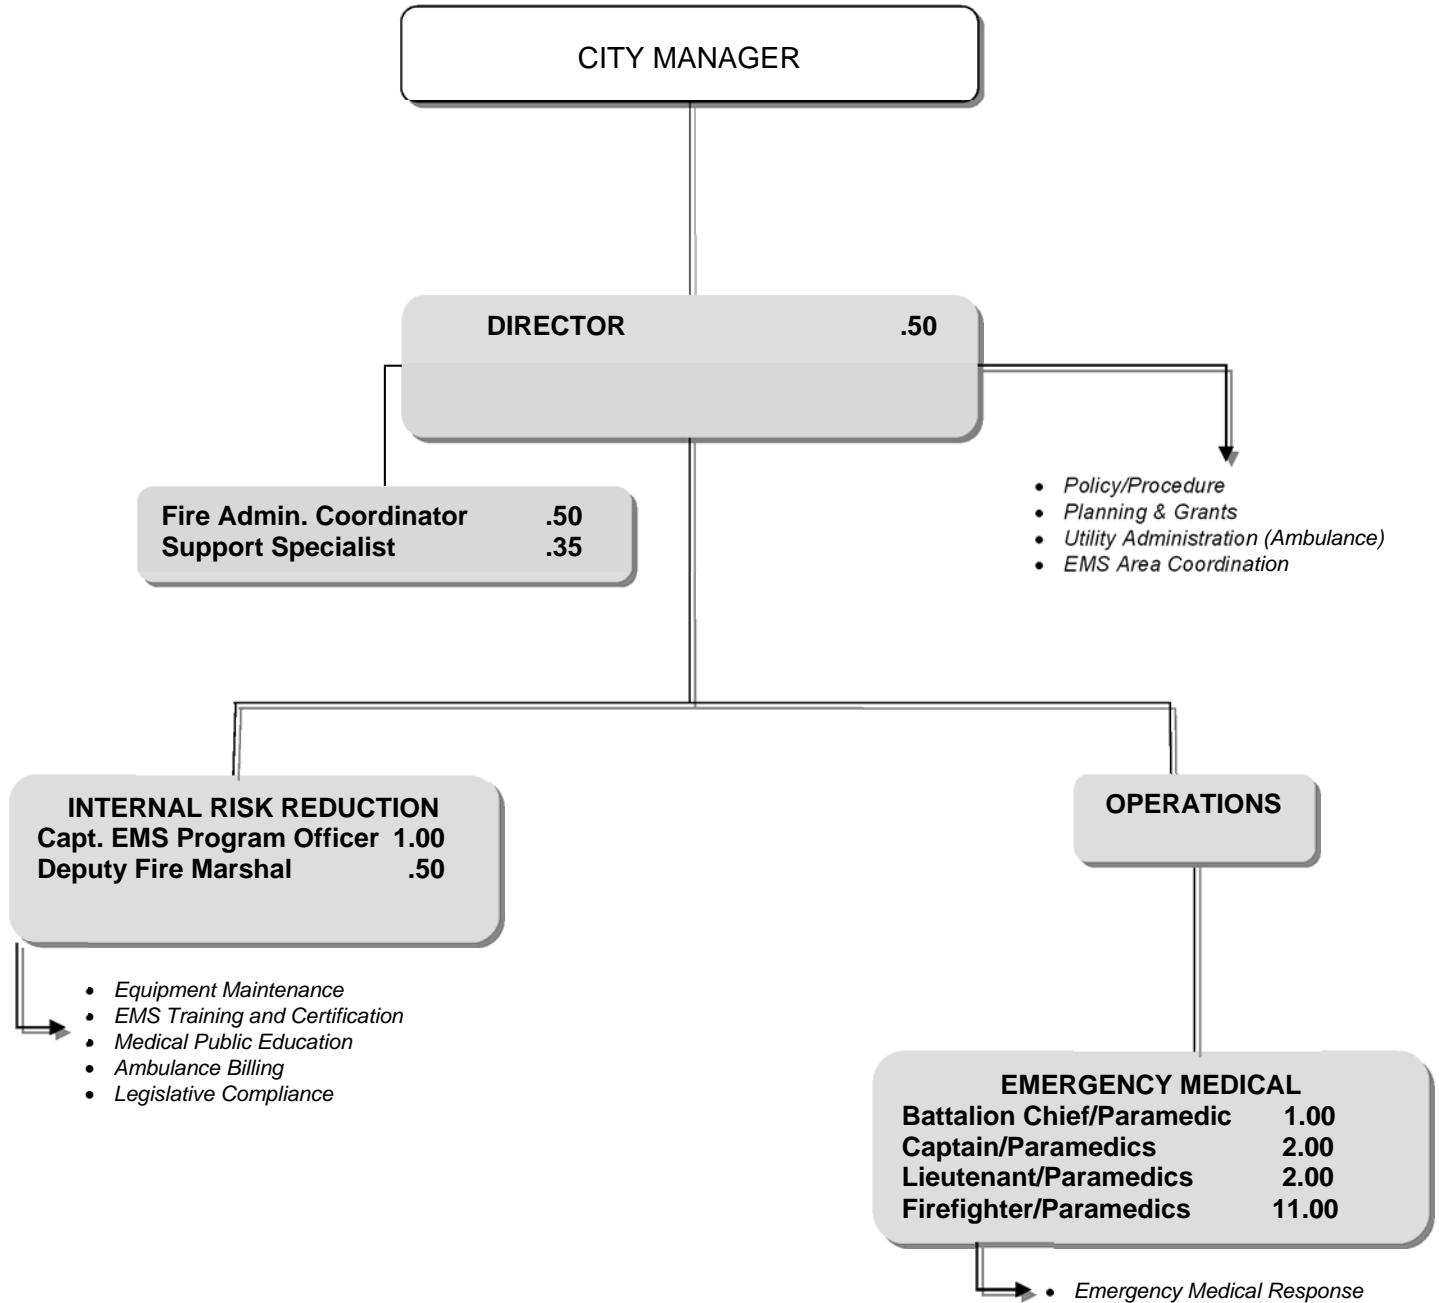 CITY MANAGER
DIRECTOR .50
Fire Admin. Coordinator .50
Support Specialist .35
• Policy/Procedure
• Planning & Grants
• Utility Administration (Ambulance)
• EMS Area Coordination
INTERNAL RISK REDUCTION
Capt. EMS Program Officer 1.00
Deputy Fire Marshal .50
• Equipment Maintenance
• EMS Training and Certification
• Medical Public Education
• Ambulance Billing
• Legislative Compliance
OPERATIONS
EMERGENCY MEDICAL
Battalion Chief/Paramedic 1.00
Captain/Paramedics 2.00
Lieutenant/Paramedics 2.00
Firefighter/Paramedics 11.00
• Emergency Medical Response